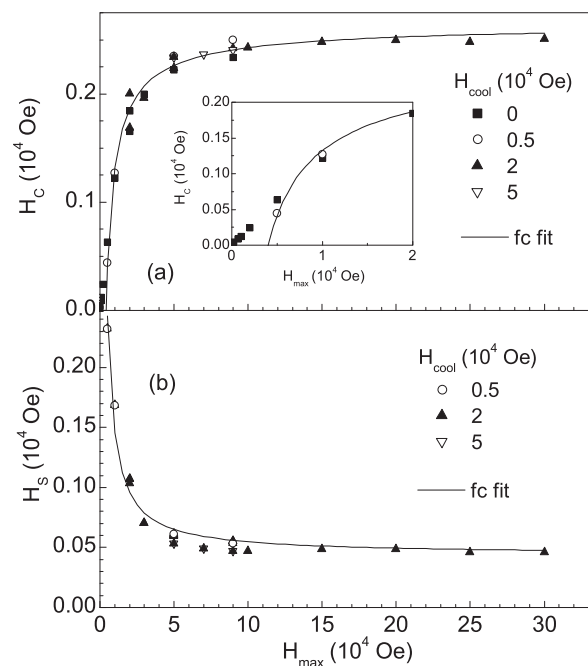 (a)
H_C (10^4 Oe)
0.2
0.1
0.0
H_cool (10^4 Oe)
0
0.5
2
5
fc fit
H_C (10^4 Oe)
0.20
0.15
0.10
0.05
0.00
0 1 2
H_max (10^4 Oe)
(b)
H_S (10^4 Oe)
0.20
0.15
0.10
0.05
0.00
H_cool (10^4 Oe)
0.5
2
5
fc fit
0 5 10 15 20 25 30
H_max (10^4 Oe)